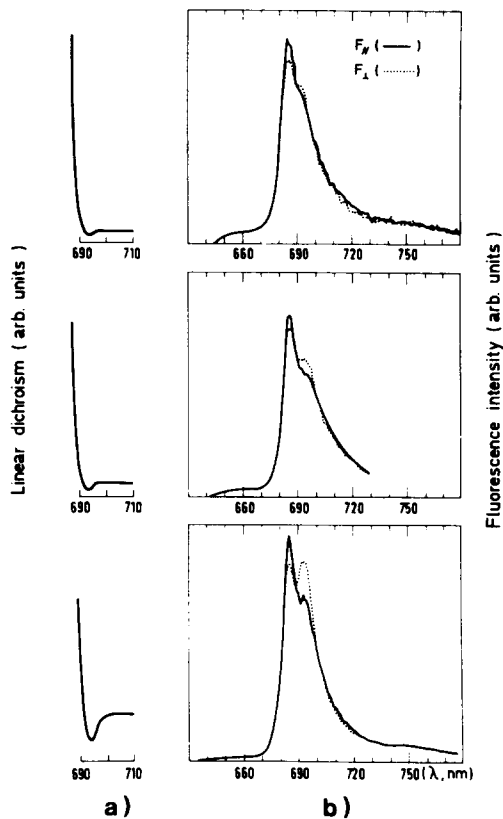 F∥ ( — )
F⊥ ( ········ )
690 710
660 690 720 750
690 710
660 690 720 750
690 710
660 690 720 750 (λ, nm)
Linear dichroism ( arb. units )
Fluorescence intensity ( arb. units )
a )
b )